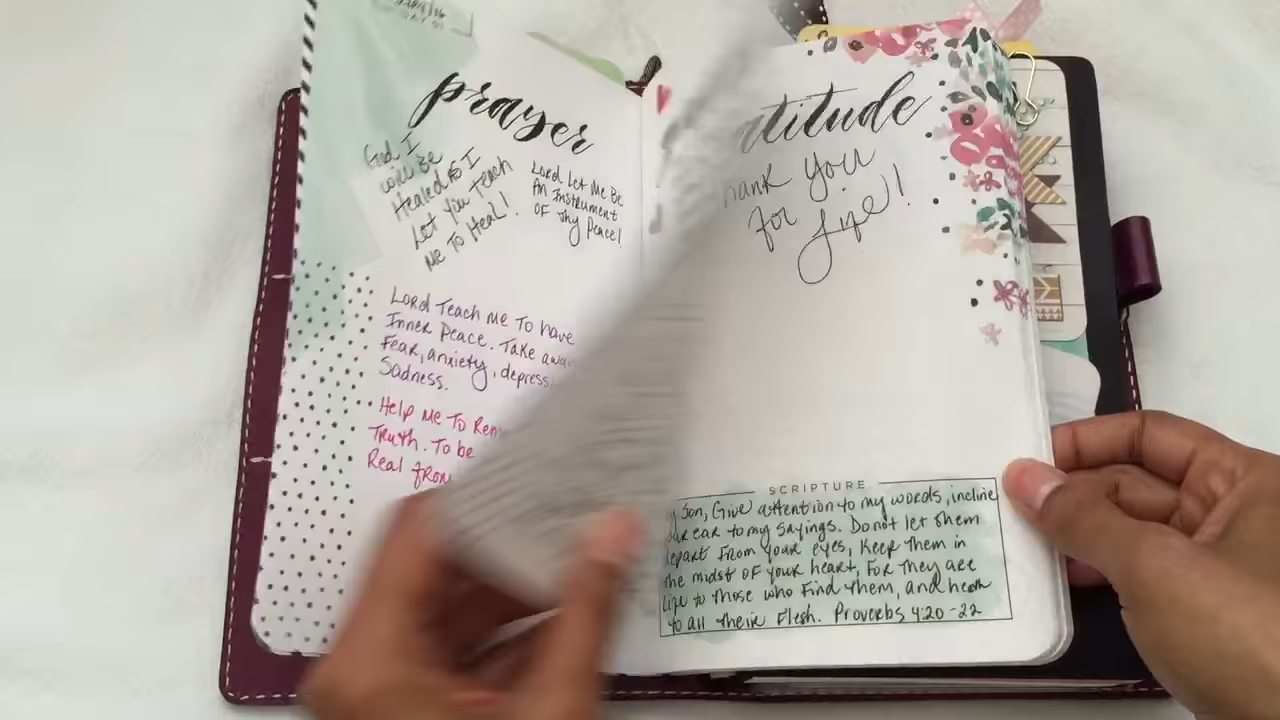 prayer
God I
will be
Healed as I
Let You Teach
Me To Heal!
Lord Let Me Be
An Instrument
Of Thy Peace!
Lord Teach me To have
Inner Peace. Take
Fear, anxiety, depress
Sadness.
Help me To Rem
Truth. To be
Real from
atitude
hank you
for
Life!
SCRIPTURE
y Son, Give attention to my words, incline
ear to my sayings. Do not let them
depart From your eyes, Keep them in
the midst of your heart, For they are
Life to those who Find them, and heath
to all their Flesh. Proverbs 4:20-22